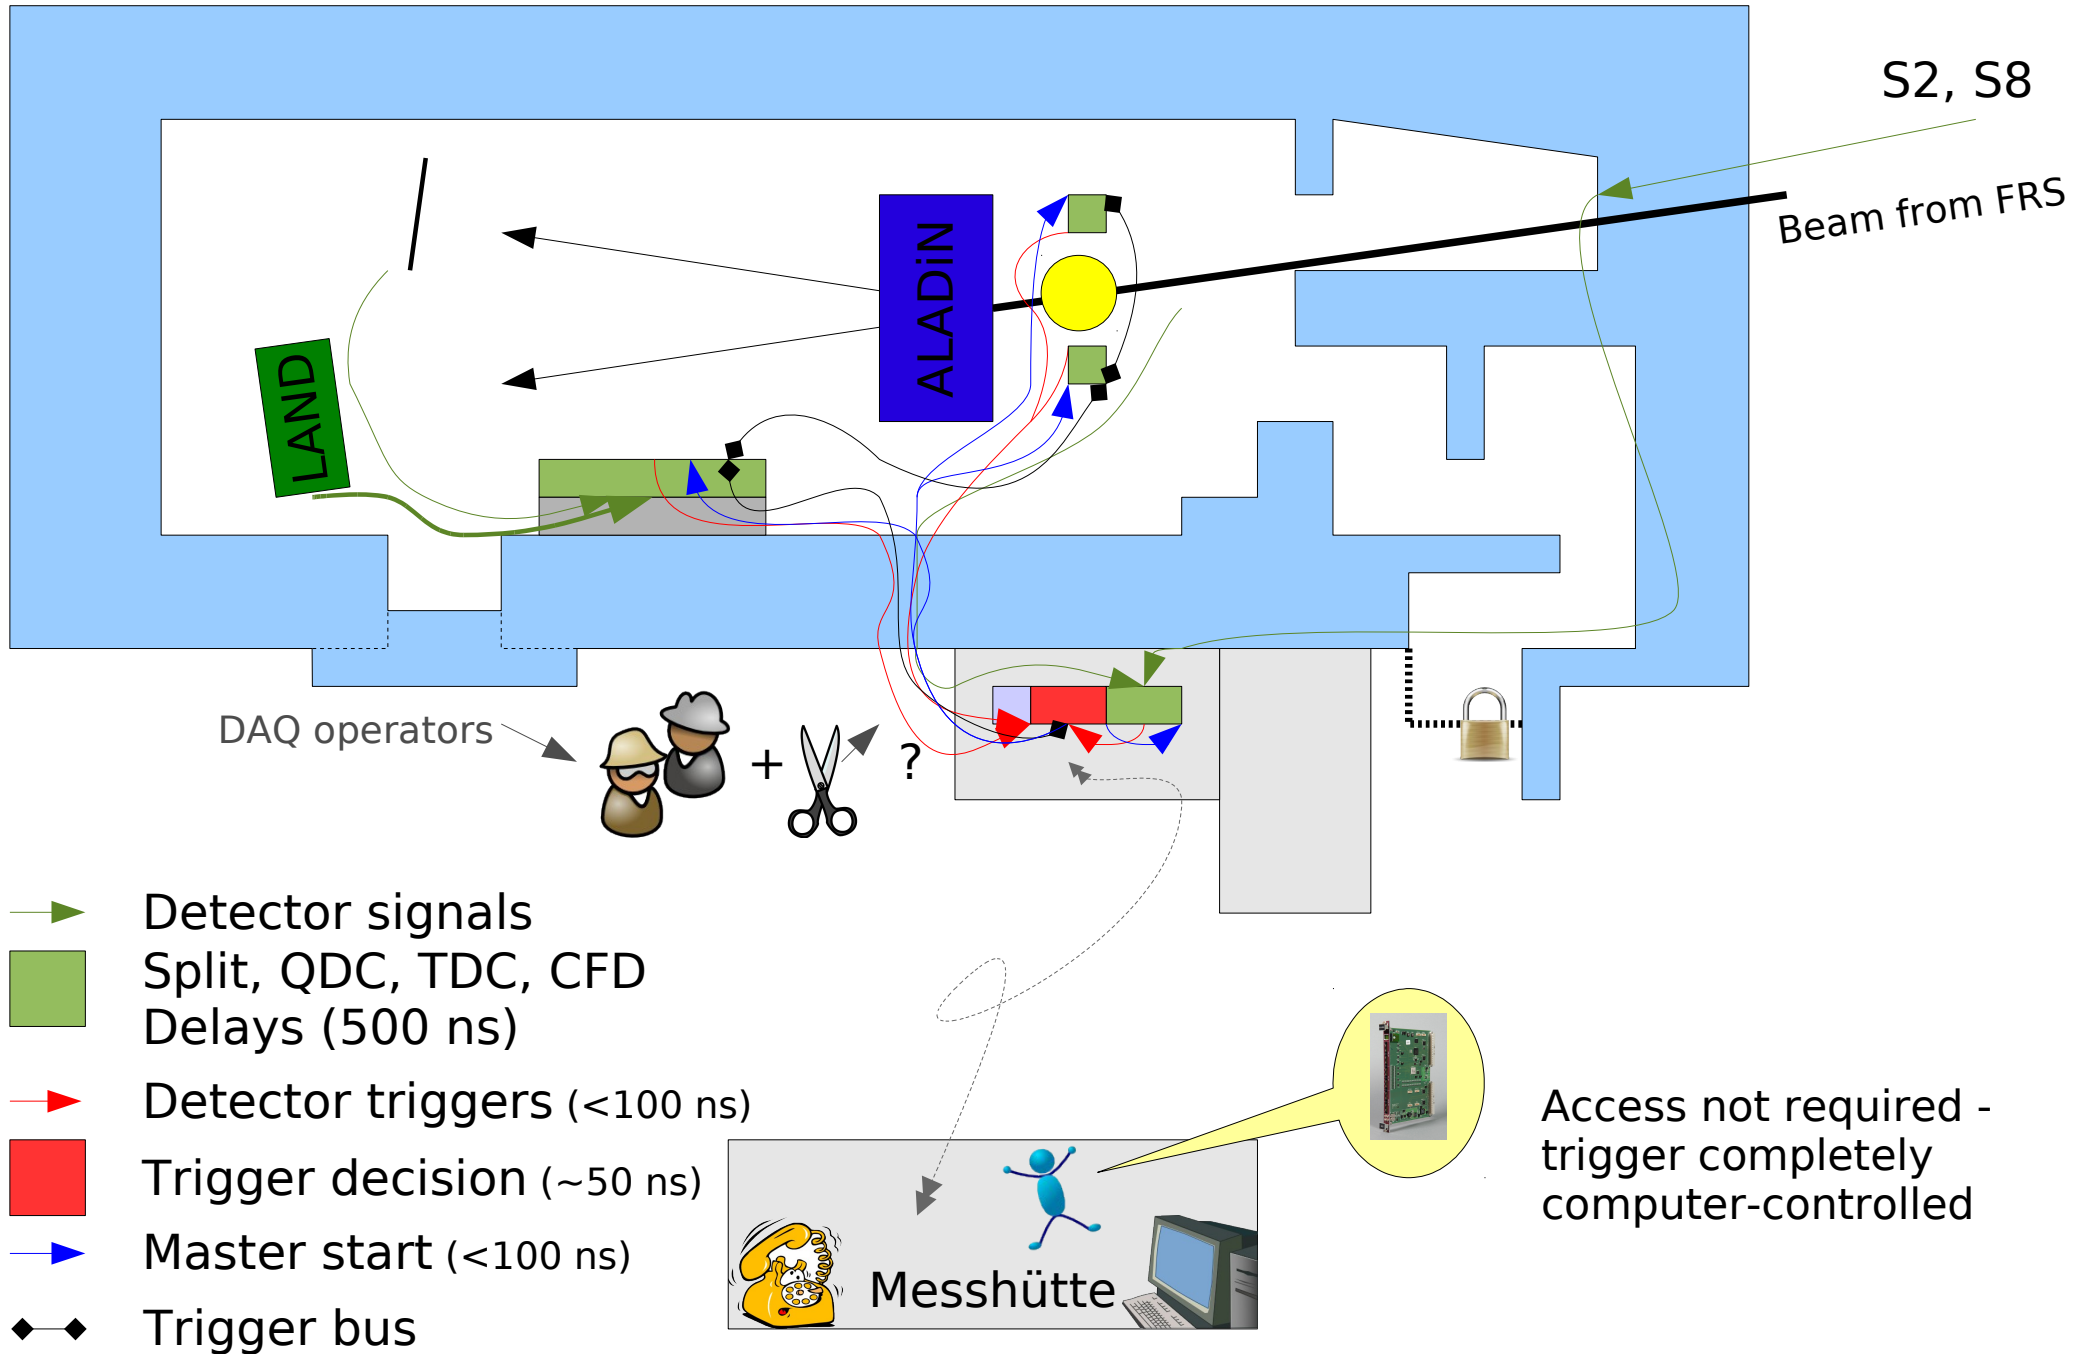 S2, S8
Beam from FRS
ALADiN
LAND
DAQ operators
+
?
Detector signals
Split, QDC, TDC, CFD
Delays (500 ns)
Detector triggers (<100 ns)
Trigger decision (~50 ns)
Master start (<100 ns)
Trigger bus
Messhütte
Access not required -
trigger completely
computer-controlled